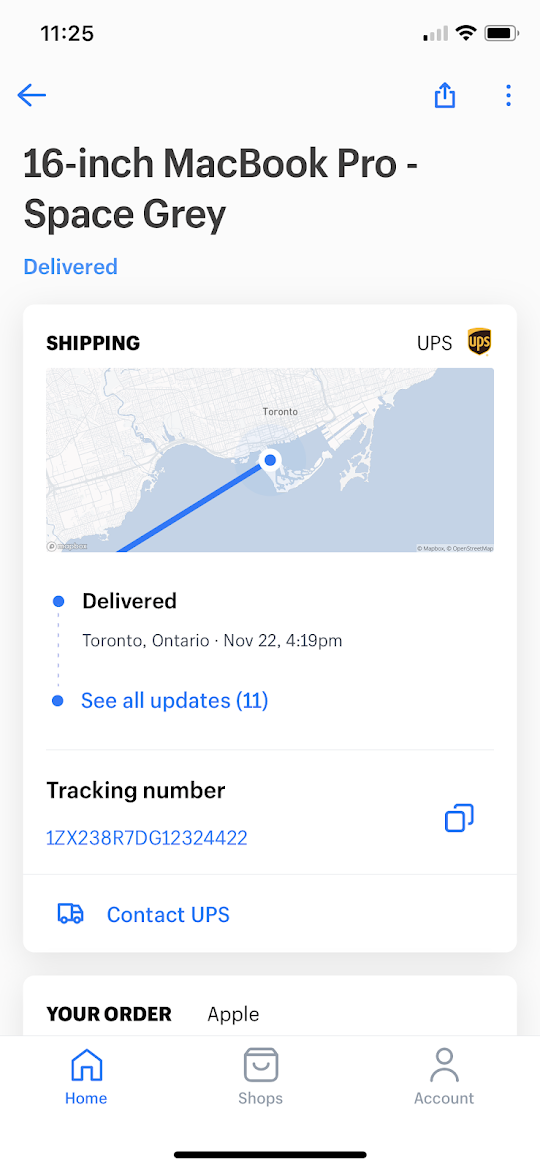 11:25
16-inch MacBook Pro -
Space Grey
Delivered
SHIPPING
UPS
ups
Toronto
mapbox
© Mapbox, © OpenStreetMap
Delivered
Toronto, Ontario · Nov 22, 4:19pm
See all updates (11)
Tracking number
1ZX238R7DG12324422
Contact UPS
YOUR ORDER
Apple
Home
Shops
Account